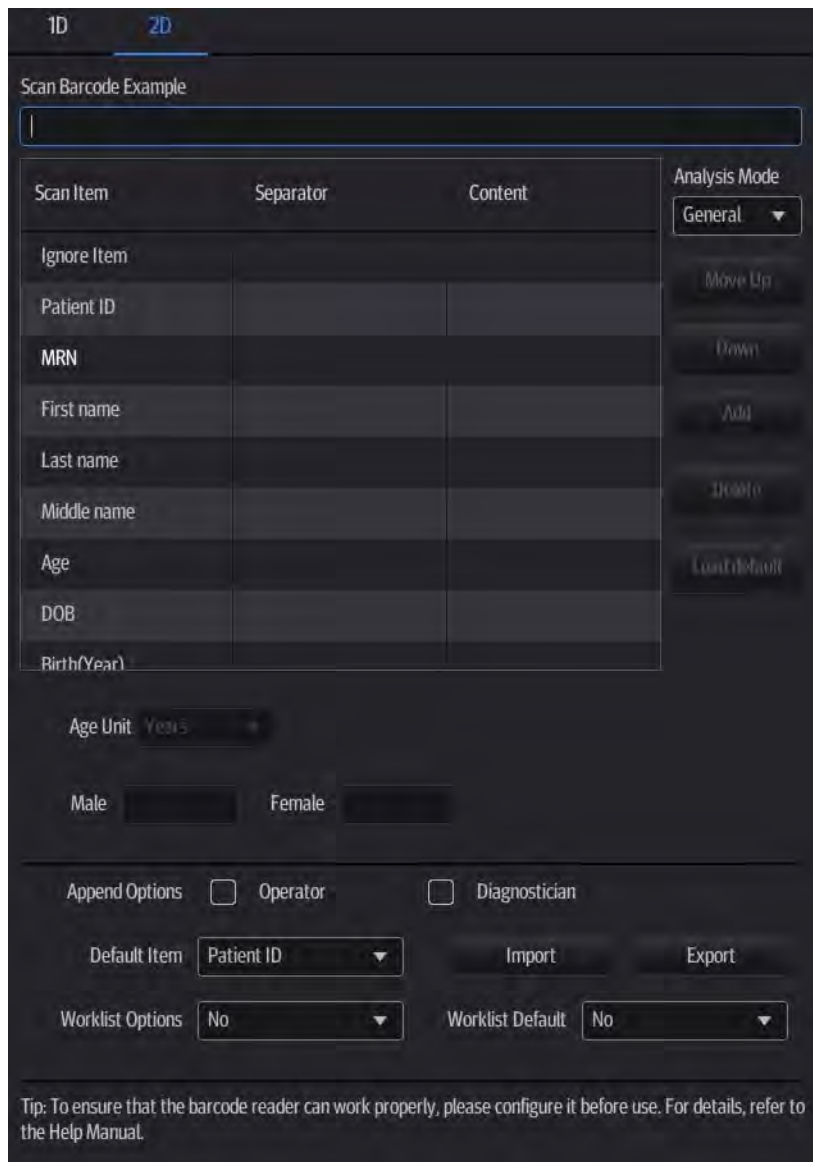 1D 2D
Scan Barcode Example
Scan Item Separator Content
Analysis Mode
General
Ignore Item
Move Up
Patient ID
MRN
Down
First name
Add
Last name
Middle name
Delete
Age
Load default
DOB
Birth(Year)
Age Unit Years
Male Female
Append Options Operator Diagnostician
Default Item Patient ID Import Export
Worklist Options No Worklist Default No
Tip: To ensure that the barcode reader can work properly, please configure it before use. For details, refer to
the Help Manual.